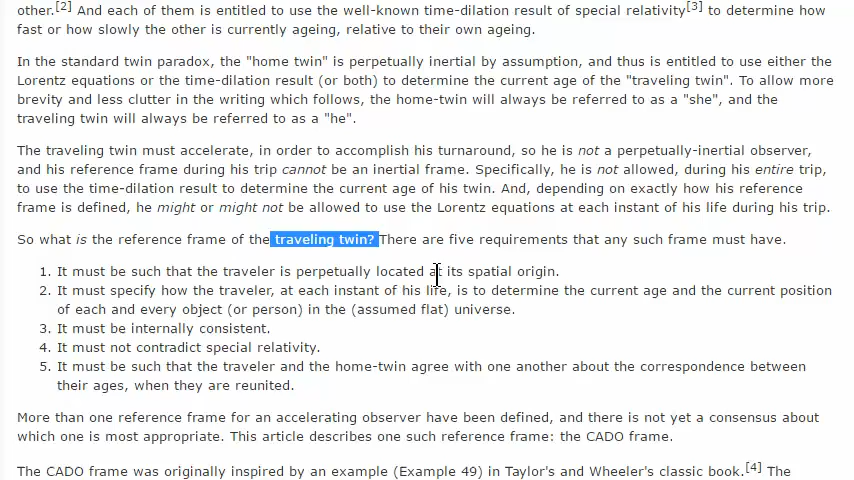 other.[2] And each of them is entitled to use the well-known time-dilation result of special relativity[3] to determine how
fast or how slowly the other is currently ageing, relative to their own ageing.
In the standard twin paradox, the "home twin" is perpetually inertial by assumption, and thus is entitled to use either the
Lorentz equations or the time-dilation result (or both) to determine the current age of the "traveling twin". To allow more
brevity and less clutter in the writing which follows, the home-twin will always be referred to as a "she", and the
traveling twin will always be referred to as a "he".
The traveling twin must accelerate, in order to accomplish his turnaround, so he is not a perpetually-inertial observer,
and his reference frame during his trip cannot be an inertial frame. Specifically, he is not allowed, during his entire trip,
to use the time-dilation result to determine the current age of his twin. And, depending on exactly how his reference
frame is defined, he might or might not be allowed to use the Lorentz equations at each instant of his life during his trip.
So what is the reference frame of the traveling twin? There are five requirements that any such frame must have.
1. It must be such that the traveler is perpetually located at its spatial origin.
2. It must specify how the traveler, at each instant of his life, is to determine the current age and the current position
of each and every object (or person) in the (assumed flat) universe.
3. It must be internally consistent.
4. It must not contradict special relativity.
5. It must be such that the traveler and the home-twin agree with one another about the correspondence between
their ages, when they are reunited.
More than one reference frame for an accelerating observer have been defined, and there is not yet a consensus about
which one is most appropriate. This article describes one such reference frame: the CADO frame.
The CADO frame was originally inspired by an example (Example 49) in Taylor's and Wheeler's classic book.[4] The